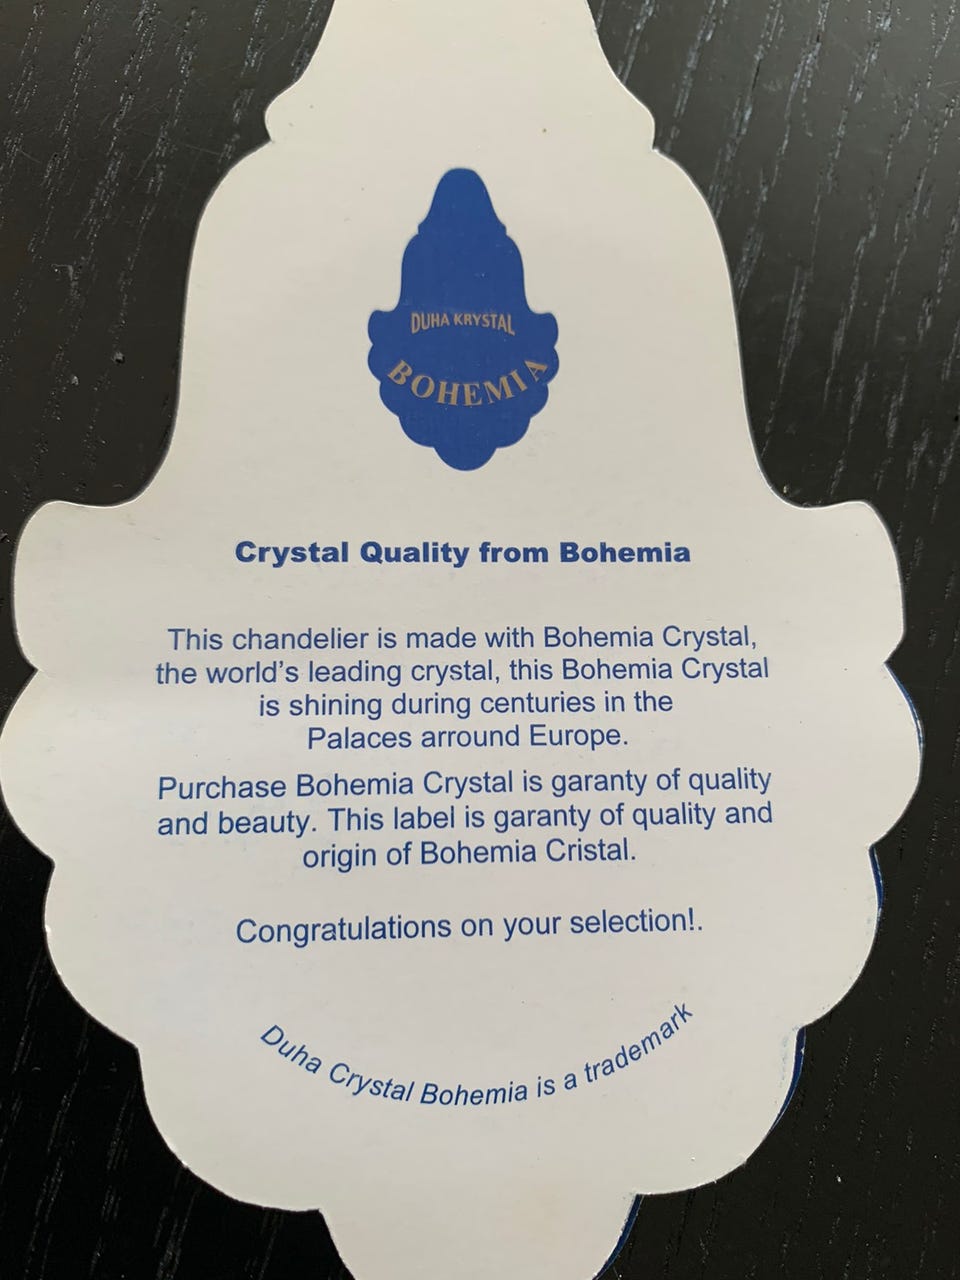 DUHA KRYSTAL
BOHEMIA
Crystal Quality from Bohemia
This chandelier is made with Bohemia Crystal,
the world's leading crystal, this Bohemia Crystal
is shining during centuries in the
Palaces arround Europe.
Purchase Bohemia Crystal is garanty of quality
and beauty. This label is garanty of quality and
origin of Bohemia Cristal.
Congratulations on your selection!.
Duha Crystal Bohemia is a trademark